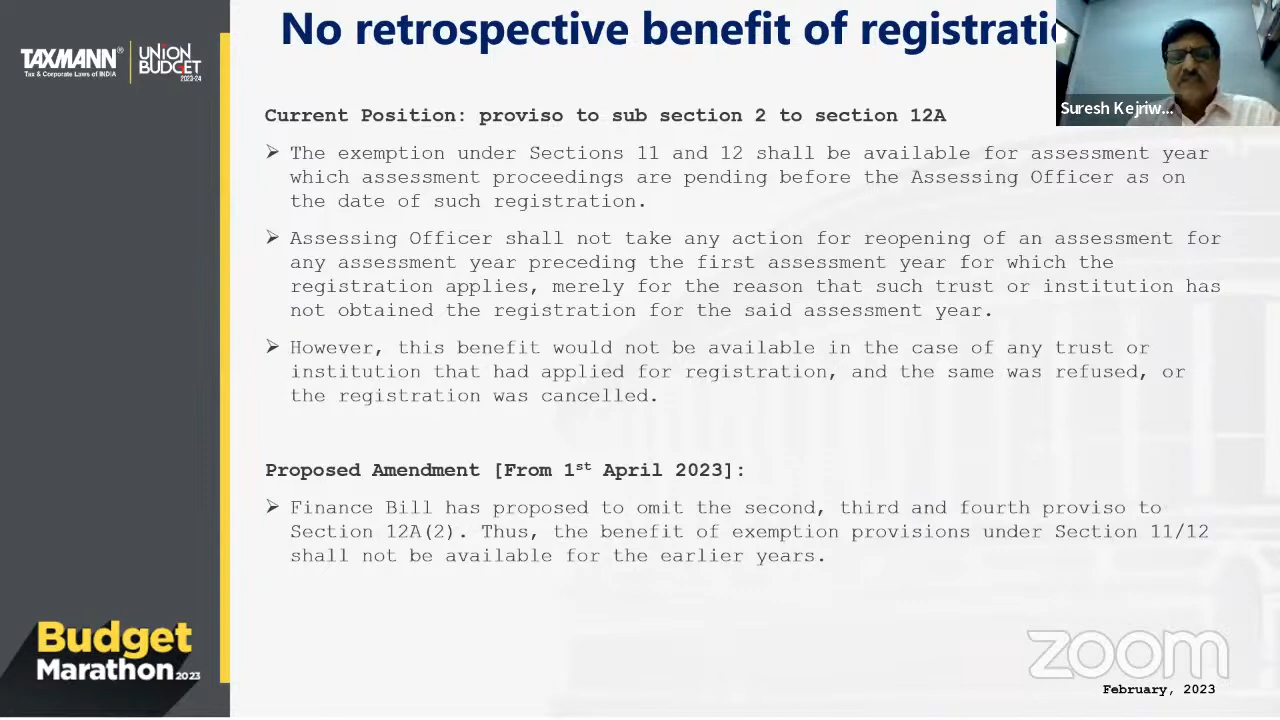 No retrospective benefit of registrati
TAXMANN®
Tax & Corporate Laws of INDIA
UNION
BUDGET
2023-24
Suresh Kejriw...
Current Position: proviso to sub section 2 to section 12A
➢ The exemption under Sections 11 and 12 shall be available for assessment year
which assessment proceedings are pending before the Assessing Officer as on
the date of such registration.
➢ Assessing Officer shall not take any action for reopening of an assessment for
any assessment year preceding the first assessment year for which the
registration applies, merely for the reason that such trust or institution has
not obtained the registration for the said assessment year.
➢ However, this benefit would not be available in the case of any trust or
institution that had applied for registration, and the same was refused, or
the registration was cancelled.
Proposed Amendment [From 1st April 2023]:
➢ Finance Bill has proposed to omit the second, third and fourth proviso to
Section 12A(2). Thus, the benefit of exemption provisions under Section 11/12
shall not be available for the earlier years.
Budget
Marathon 2023
zoom
February, 2023